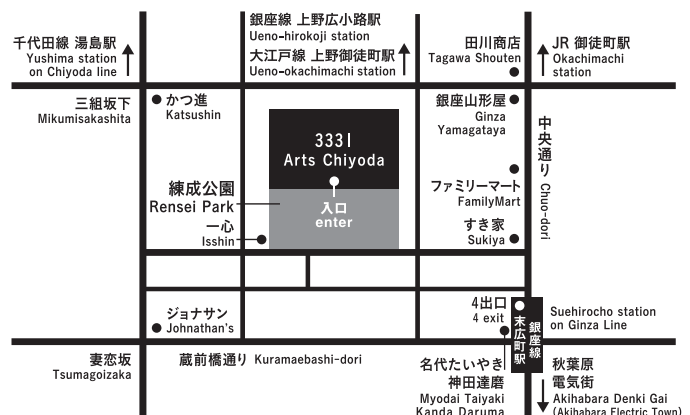 千代田線 湯島駅
Yushima station
on Chiyoda line
銀座線 上野広小路駅
Ueno-hirokoji station
大江戸線 上野御徒町駅
Ueno-okachimachi station
田川商店
Tagawa Shouten
JR 御徒町駅
Okachimachi
station
三組坂下
Mikumisakashita
かつ進
Katsushin
3331
Arts Chiyoda
銀座山形屋
Ginza
Yamagataya
中央通り Chuo-dori
練成公園
Rensei Park
入口
enter
ファミリーマート
FamilyMart
一心
Isshin
すき家
Sukiya
ジョナサン
Johnathan's
4出口
4 exit
末広町駅
銀座線
Suehirocho station
on Ginza Line
妻恋坂
Tsumagoizaka
蔵前橋通り Kuramaebashi-dori
名代たいやき
神田達磨
Myodai Taiyaki
Kanda Daruma
秋葉原
電気街
Akihabara Denki Gai
(Akihabara Electric Town)